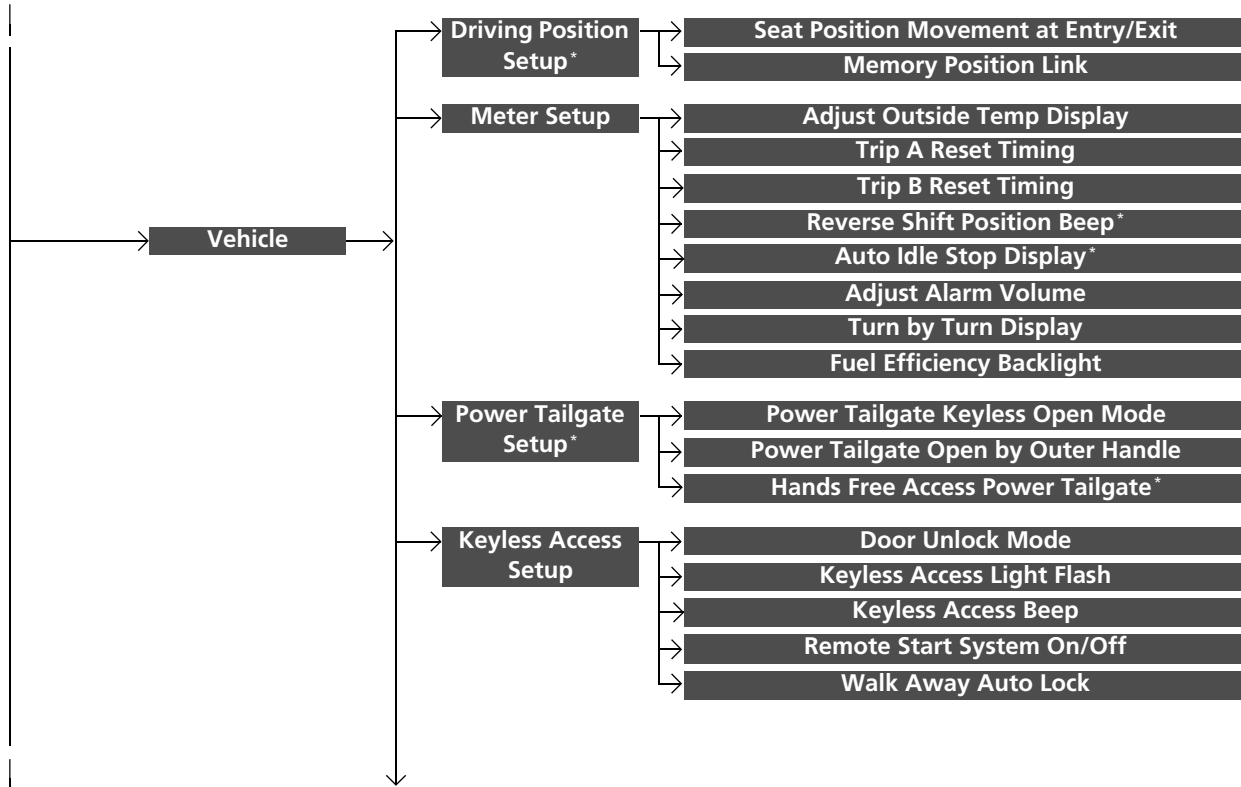 Driving Position
Setup*
Seat Position Movement at Entry/Exit
Memory Position Link
Meter Setup
Adjust Outside Temp Display
Trip A Reset Timing
Trip B Reset Timing
Reverse Shift Position Beep*
Vehicle
Auto Idle Stop Display*
Adjust Alarm Volume
Turn by Turn Display
Fuel Efficiency Backlight
Power Tailgate
Setup*
Power Tailgate Keyless Open Mode
Power Tailgate Open by Outer Handle
Hands Free Access Power Tailgate*
Keyless Access
Setup
Door Unlock Mode
Keyless Access Light Flash
Keyless Access Beep
Remote Start System On/Off
Walk Away Auto Lock